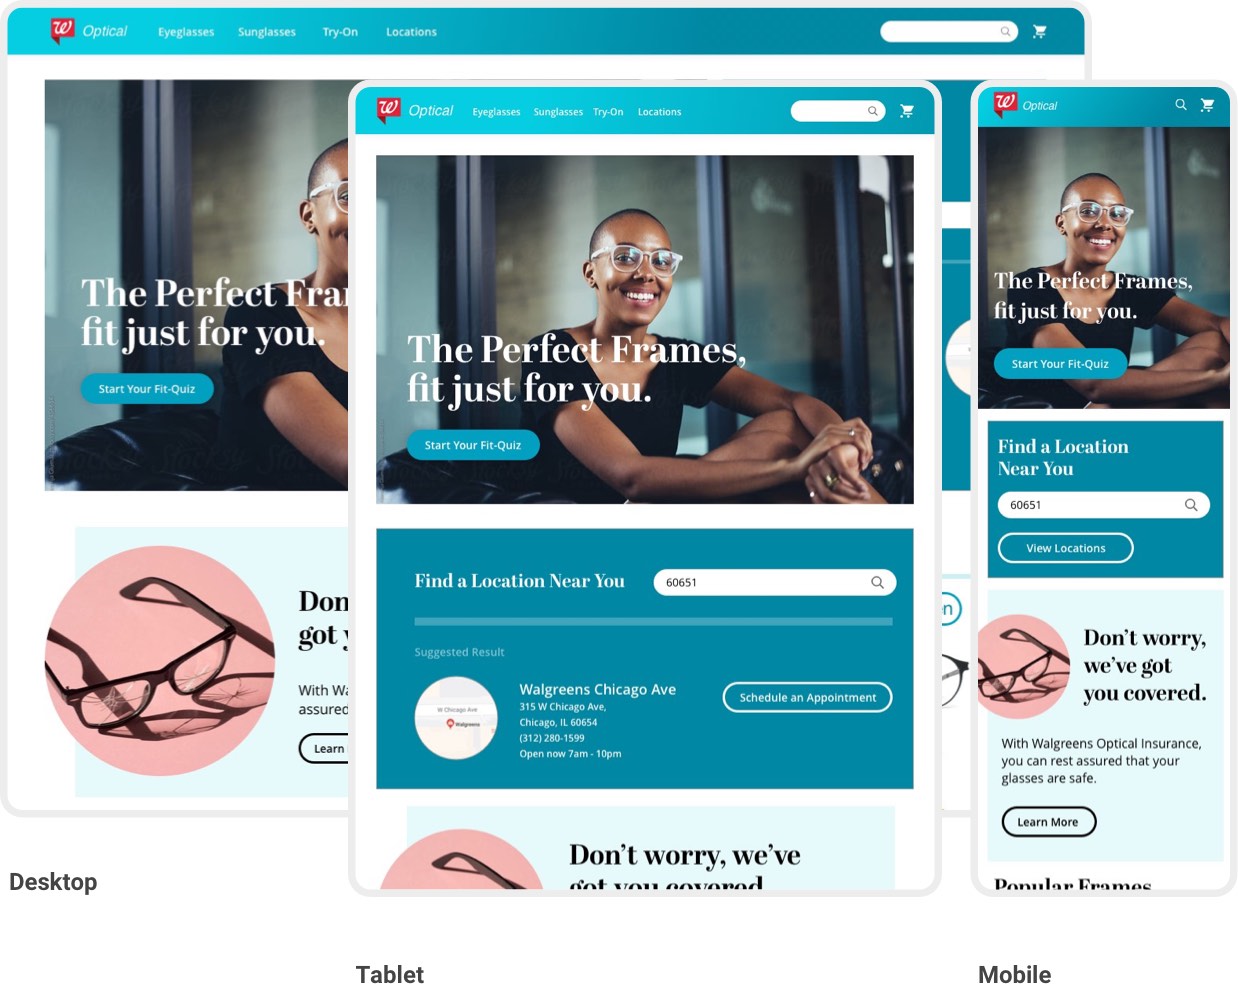 Optical
Eyeglasses
Sunglasses
Try-On
Locations
The Perfect Fra
fit just for you.
Start Your Fit-Quiz
Don
got
With Wa
assured
Learn
Optical
Eyeglasses
Sunglasses
Try-On
Locations
The Perfect Frames,
fit just for you.
Start Your Fit-Quiz
Find a Location Near You
60651
Suggested Result
W Chicago Ave
Walgreens
Walgreens Chicago Ave
315 W Chicago Ave,
Chicago, IL 60654
(312) 280-1599
Open now 7am - 10pm
Schedule an Appointment
Don’t worry, we’ve
got you covered
on
Optical
The Perfect Frames,
fit just for you.
Start Your Fit-Quiz
Find a Location
Near You
60651
View Locations
Don’t worry,
we’ve got
you covered.
With Walgreens Optical Insurance,
you can rest assured that your
glasses are safe.
Learn More
Popular Frames
Desktop
Tablet
Mobile